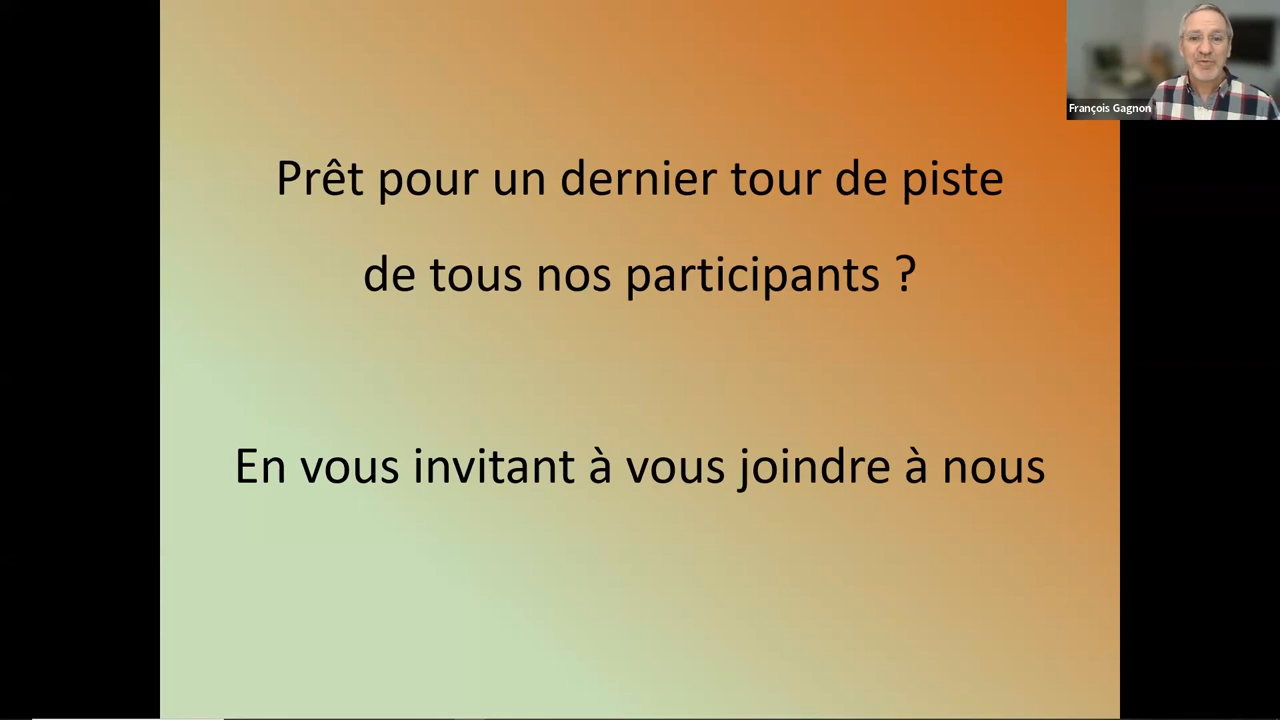 François Gagnon
Prêt pour un dernier tour de piste
de tous nos participants ?
En vous invitant à vous joindre à nous